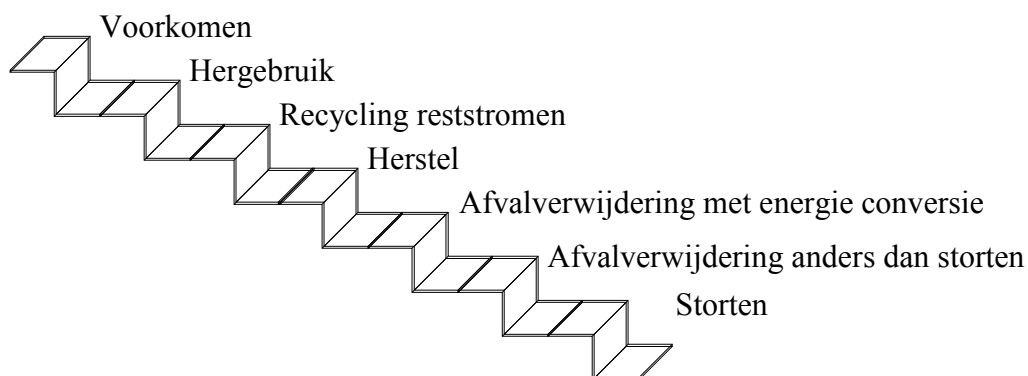 Voorkomen
Hergebruik
Recycling reststromen
Herstel
Afvalverwijdering met energie conversie
Afvalverwijdering anders dan storten
Storten